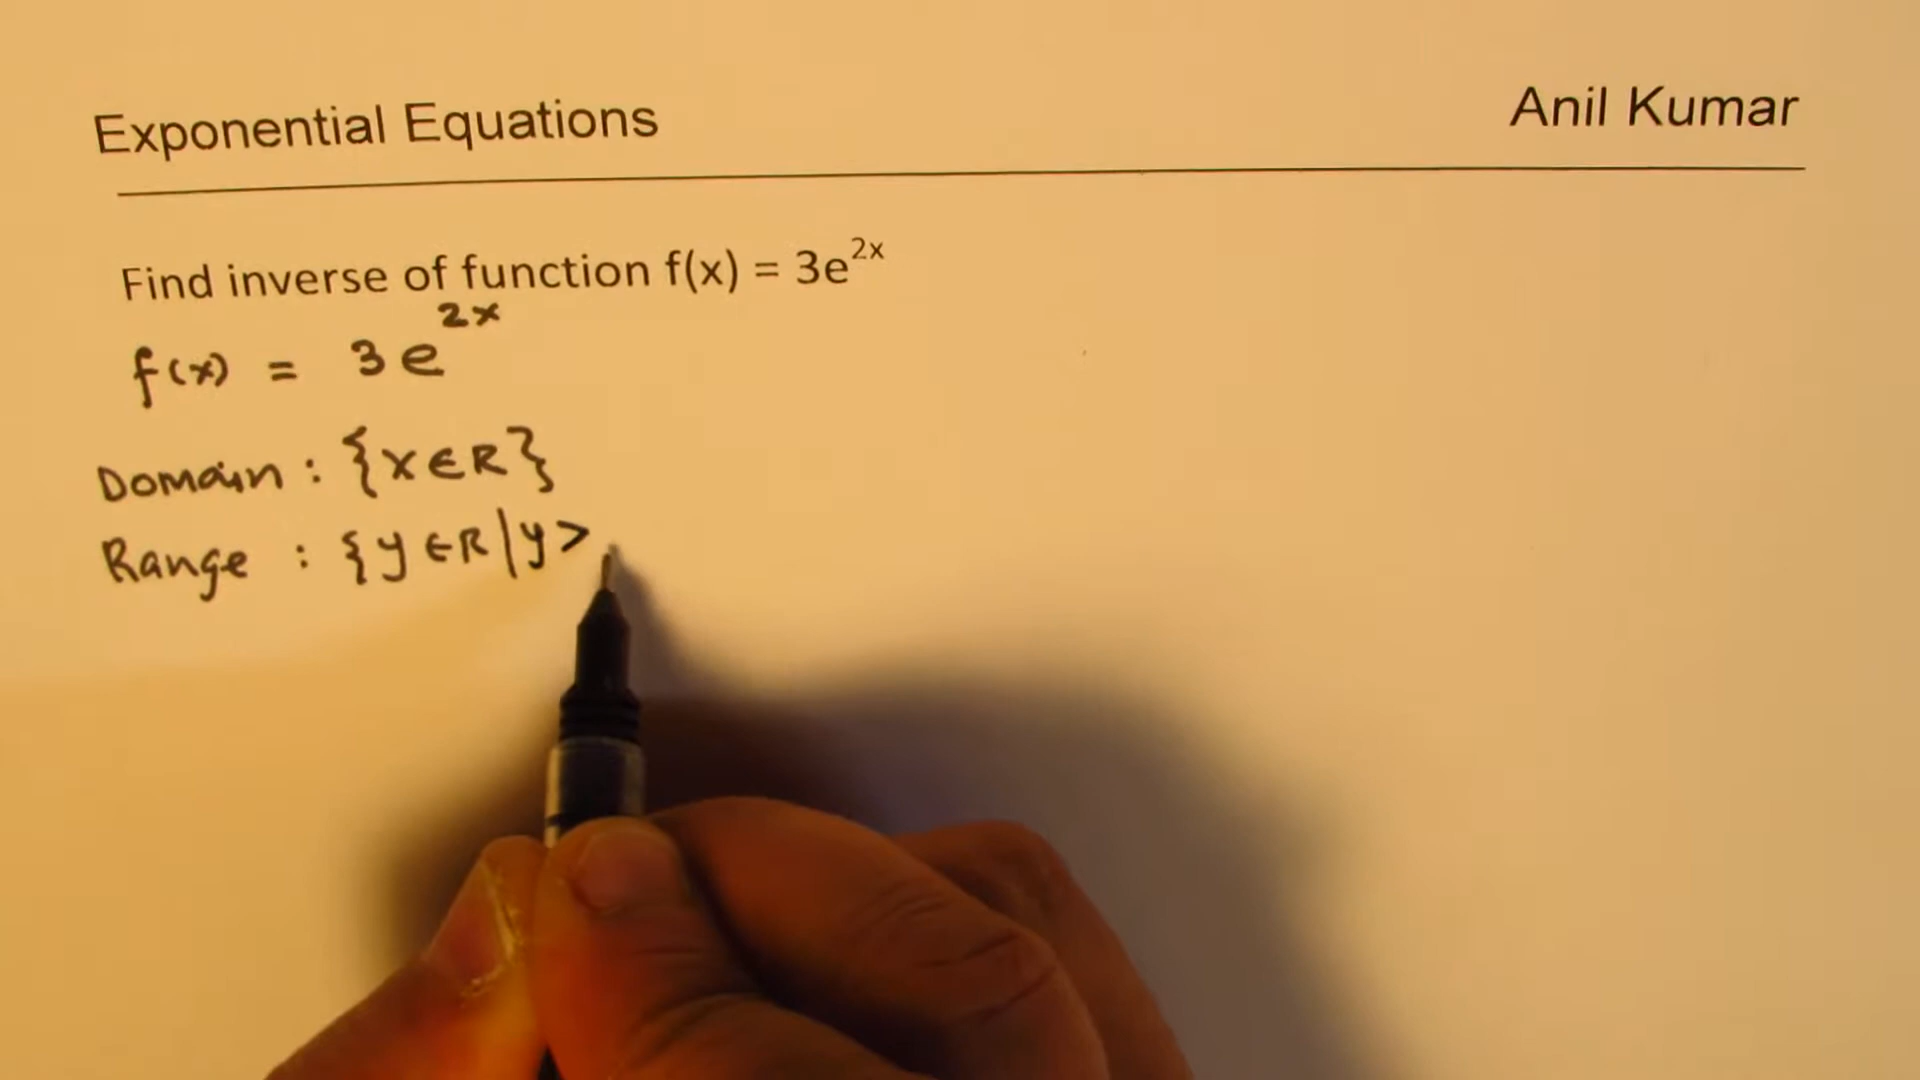 Exponential Equations Anil Kumar
Find inverse of function f(x) = 3e^2x
f(x) = 3e^2x
Domain : {x∈R}
Range : {y∈R|y>